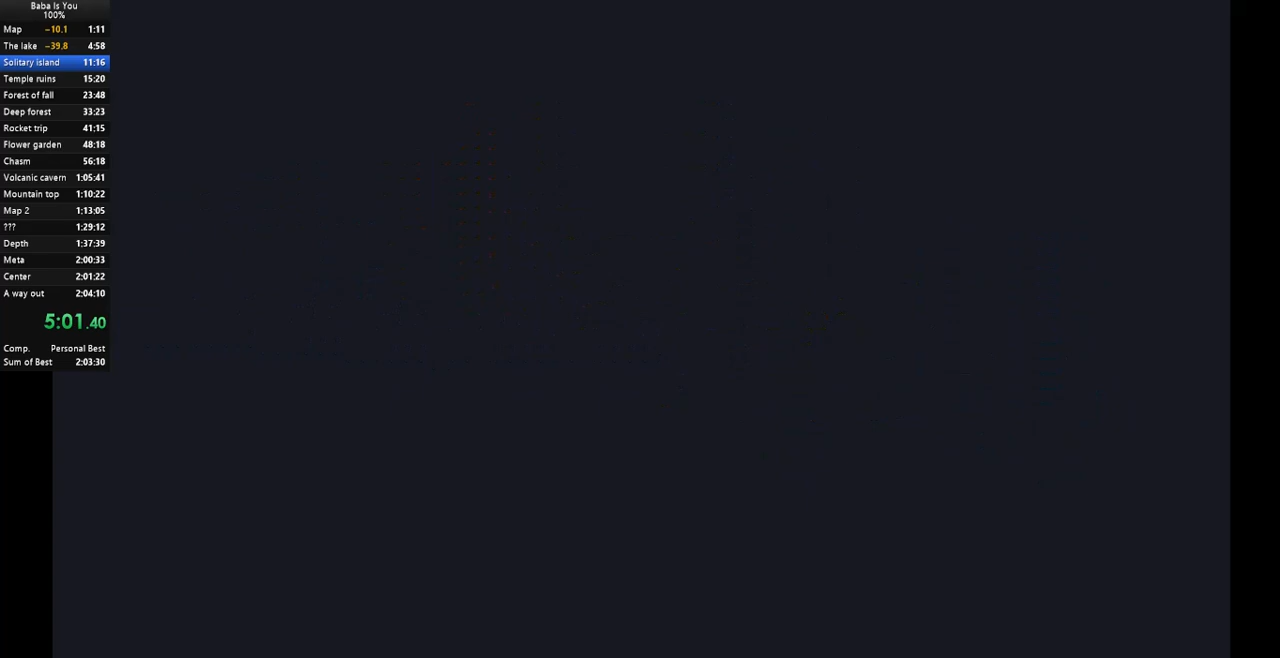 Baba Is You
100%
Map −10.1 1:11
The lake −39.8 4:58
Solitary island 11:16
Temple ruins 15:20
Forest of fall 23:48
Deep forest 33:23
Rocket trip 41:15
Flower garden 48:18
Chasm 56:18
Volcanic cavern 1:05:41
Mountain top 1:10:22
Map 2 1:13:05
??? 1:29:12
Depth 1:37:39
Meta 2:00:33
Center 2:01:22
A way out 2:04:10
5:01.40
Comp. Personal Best
Sum of Best 2:03:30